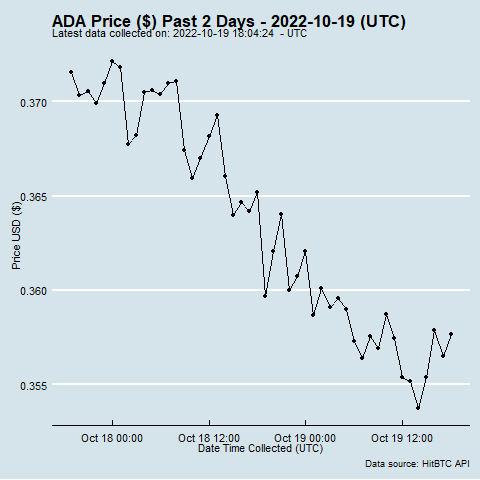 ADA Price ($) Past 2 Days - 2022-10-19 (UTC)
Latest data collected on: 2022-10-19 18:04:24 - UTC
0.370
0.365
0.360
0.355
Price USD ($)
Oct 18 00:00 Oct 18 12:00 Oct 19 00:00 Oct 19 12:00
Date Time Collected (UTC)
Data source: HitBTC API